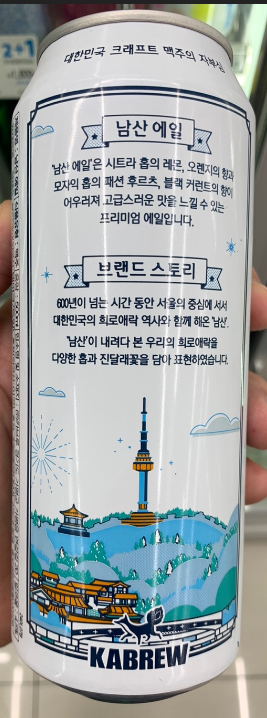 2+1
대한민국 크래프트 맥주의 자부심
남산 에일
'남산 에일'은 시트라 홉의 레몬, 오렌지의 향과
모자익 홉의 패션 후르츠, 블랙 커런트의 향이
어우러져 고급스러운 맛을 느낄 수 있는
프리미엄 에일입니다.
브랜드 스토리
600년이 넘는 시간 동안 서울의 중심에 서서
대한민국의 희로애락 역사와 함께 해온 '남산'.
'남산'이 내려다 본 우리의 희로애락을
다양한 홉과 진달래꽃을 담아 표현하였습니다.
KABREW